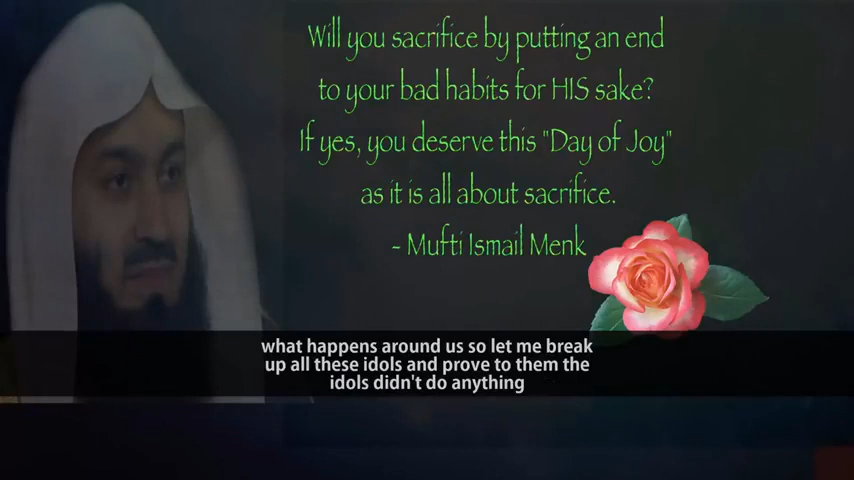 Will you sacrifice by putting an end
to your bad habits for HIS sake?
If yes, you deserve this "Day of Joy"
as it is all about sacrifice.
- Mufti Ismail Menk
what happens around us so let me break
up all these idols and prove to them the
idols didn't do anything